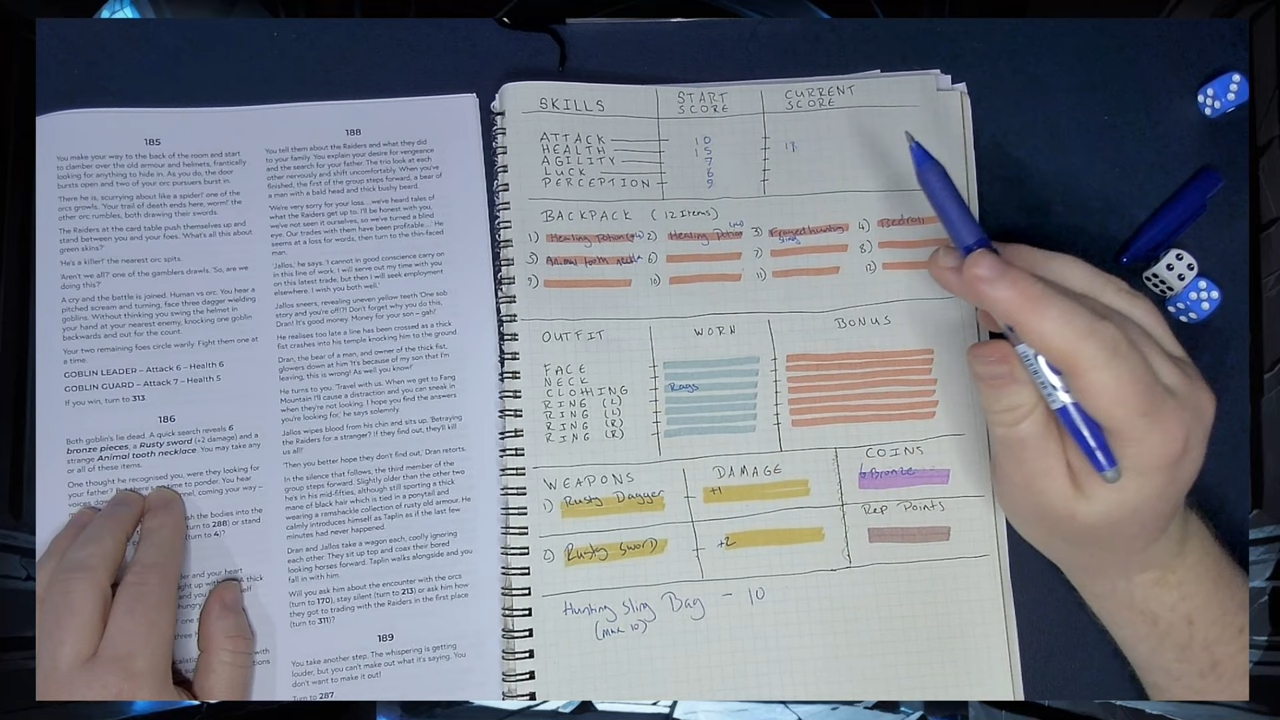 185
You make your way to the back of the room and start
to clamber over the old armour and helmets, frantically
looking for anything to hide in. As you do, the door
bursts open and two of your orc pursuers burst in.
'There he is, scurrying about like a spider!' one of the
orcs growls. 'Your trail of death ends here, worm!' the
other orc rumbles, both drawing their swords.
The Raiders at the card table push themselves up and
stand between you and your foes. 'What's all this about
green skins?'
'He's a killer!' the nearest orc spits.
'Aren't we all?' one of the gamblers drawls. 'So, are we
doing this?'
A cry and the battle is joined. Human vs orc. You hear a
pitched scream and turning, face three dagger wielding
goblins. Without thinking you swing the helmet in
your hand at your nearest enemy, knocking one goblin
backwards and out for the count.
Your two remaining foes circle warily. Fight them one at
a time.
GOBLIN LEADER – Attack 6 – Health 6
GOBLIN GUARD – Attack 7 – Health 5
If you win, turn to 313
186
Both goblin's lie dead. A quick search reveals 6
bronze pieces, a Rusty sword (+2 damage) and a
strange Animal tooth necklace. You may take any
or all of these items.
One thought he recognised you, were they looking for
your father?
188
You tell them about the Raiders and what they did
to your family. You explain your desire for vengeance
and the search for your father. The trio look at each
other nervously and shift uncomfortably. When you've
finished, the first of the group steps forward, a bear of
a man with a bald head and thick bushy beard.
'We're very sorry for your loss... we've heard tales of
what the Raiders get up to. I'll be honest with you,
we've not seen it ourselves, so we've turned a blind
eye. Our trades with them have been profitable...' He
seems at a loss for words, then turn to the thin-faced
man.
'Jallos,' he says. 'I cannot in good conscience carry on
in this line of work. I will serve out my time with you
on this latest trade, but then I will seek employment
elsewhere. I wish you both well.'
Jallos sneers, revealing uneven yellow teeth 'One sob
story and you're off?!! Don't forget why you do this,
Dran! It's good money. Money for your son – gah!'
He realises too late a line has been crossed as a thick
fist crashes into his temple knocking him to the ground.
Dran, the bear of a man, and owner of the thick fist,
glowers down at him 'It's because of my son that I'm
leaving, this is wrong! As well you know!'
He turns to you. 'Travel with us. When we get to Fang
Mountain I'll cause a distraction and you can sneak in
when they're not looking. I hope you find the answers
you're looking for,' he says solemnly.
Jallos wipes blood from his chin and sits up. 'Betraying
the Raiders for a stranger? If they find out, they'll kill
us all!'
Then you better hope they don't find out,' Dran retorts.
In the silence that follows, the third member of the
group steps forward. Slightly older than the other two
he's in his mid-fifties, although still sporting a thick
mane of black hair which is tied in a ponytail and
wearing a ramshackle collection of rusty old armour. He
calmly introduces himself as Taplin as if the last few
minutes had never happened.
Dran and Jallos take a wagon each, coolly ignoring
each other. They sit up top and coax their bored
looking horses forward. Taplin walks alongside and you
fall in with him.
Will you ask him about the encounter with the orcs
(turn to 170), stay silent (turn to 213) or ask him how
they got to trading with the Raiders in the first place
(turn to 311)?
189
You take another step. The whispering is getting
louder, but you can't make out what it's saying. You
don't want to make it out!
Turn to 287.
SKILLS START SCORE CURRENT SCORE
ATTACK 10
HEALTH 15
AGILITY 7
LUCK 6
PERCEPTION 9
BACKPACK (12 Items)
1) Healing Potion 2) Healing Potion 3) Frayed hunting sling 4) Bedroll
5) Animal tooth neckl 6) 7) 8)
9) 10) 11) 12)
OUTFIT WORN BONUS
FACE
NECK
CLOTHING Rags
RING (L)
RING (L)
RING (R)
RING (R)
WEAPONS DAMAGE COINS
1) Rusty Dagger +1 6 Bronze
Rep Points
2) Rusty Sword +2
Hunting Sling Bag – 10
(max 10)